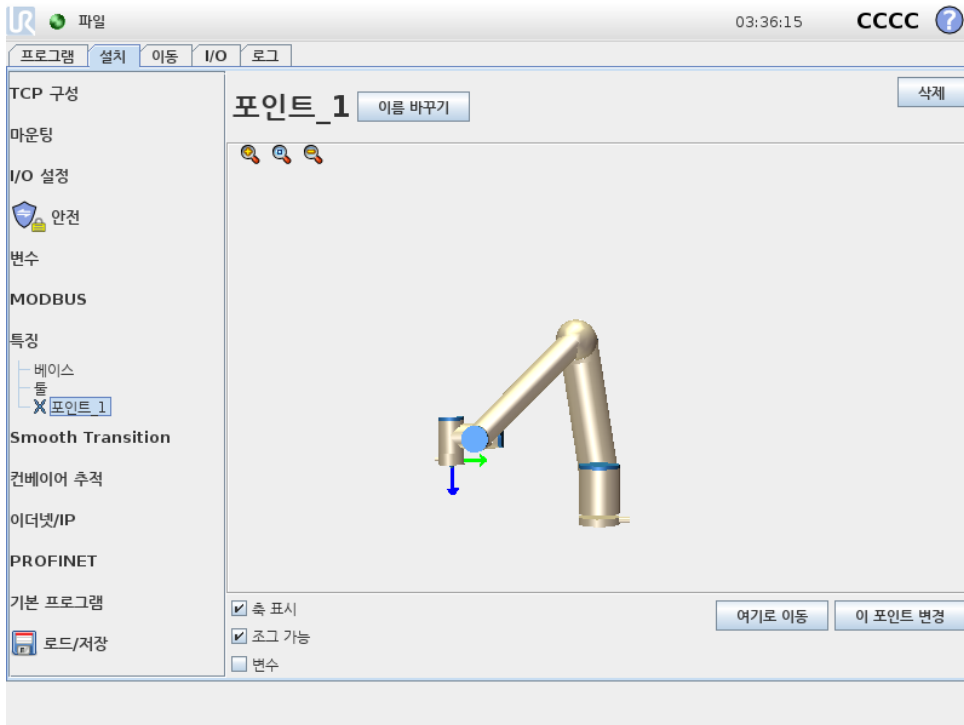 UR 파일 03:36:15 CCCC ?
프로그램 설치 이동 I/O 로그
TCP 구성
마운팅
I/O 설정
안전
변수
MODBUS
특징
베이스
툴
포인트_1
Smooth Transition
컨베이어 추적
이더넷/IP
PROFINET
기본 프로그램
로드/저장
포인트_1 이름 바꾸기 삭제
축 표시
조그 가능
변수
여기로 이동 이 포인트 변경